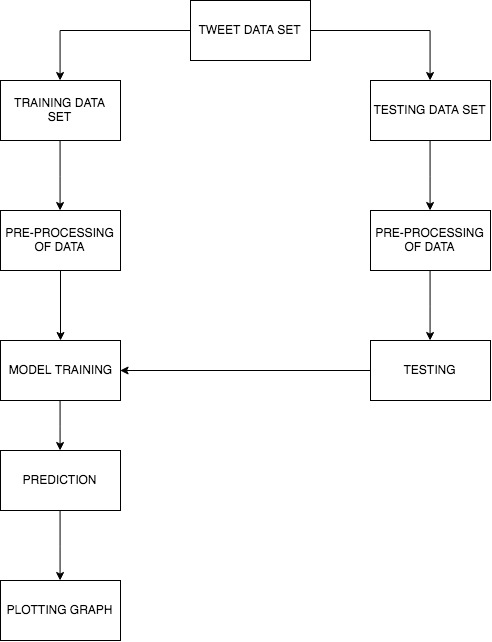 TWEET DATA SET
TRAINING DATA
SET
TESTING DATA SET
PRE-PROCESSING
OF DATA
PRE-PROCESSING
OF DATA
MODEL TRAINING
TESTING
PREDICTION
PLOTTING GRAPH